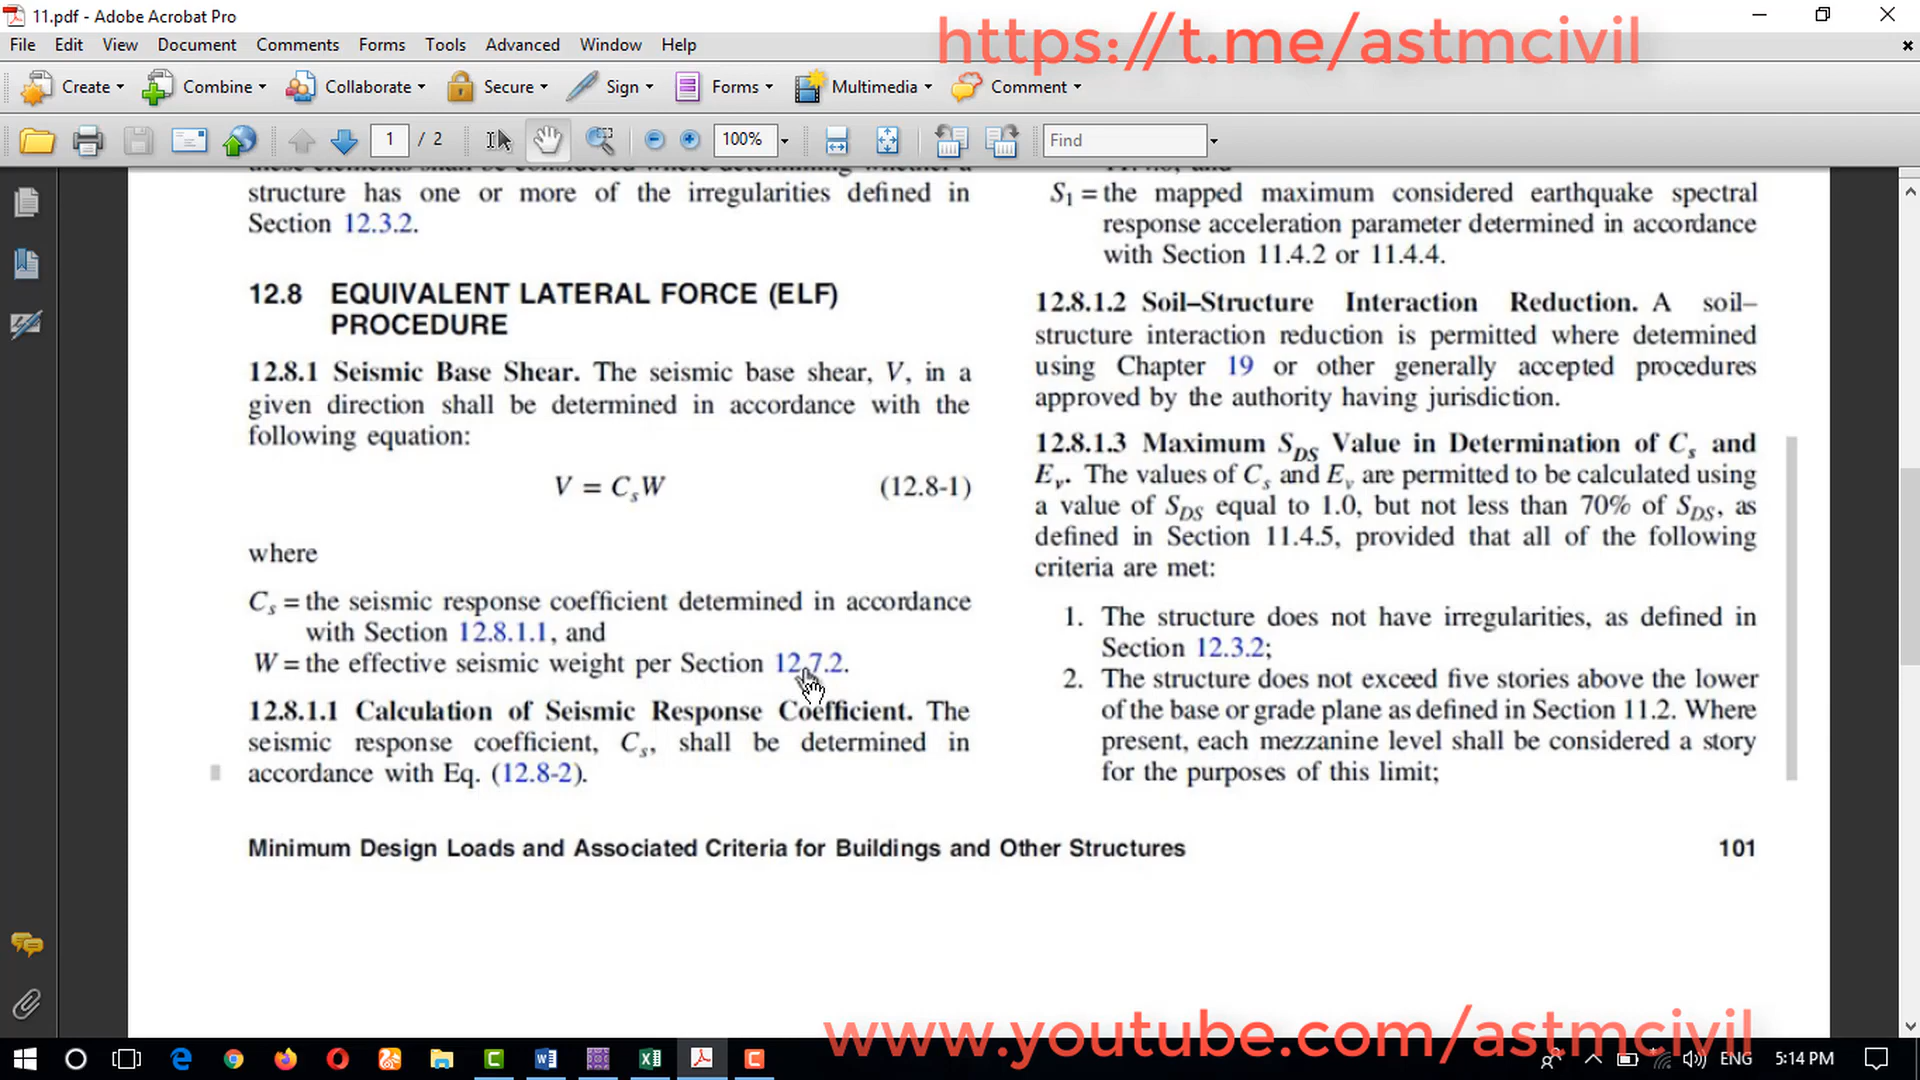 11.pdf - Adobe Acrobat Pro
https://t.me/astmcivil
File Edit View Document Comments Forms Tools Advanced Window Help
Create Combine Collaborate Secure Sign Forms Multimedia Comment
1 / 2 100% Find
these elements shall be considered where determining whether a
structure has one or more of the irregularities defined in
Section 12.3.2.
12.8 EQUIVALENT LATERAL FORCE (ELF)
PROCEDURE
12.8.1 Seismic Base Shear. The seismic base shear, V, in a
given direction shall be determined in accordance with the
following equation:
V = CsW (12.8-1)
where
Cs = the seismic response coefficient determined in accordance
with Section 12.8.1.1, and
W = the effective seismic weight per Section 12.7.2.
12.8.1.1 Calculation of Seismic Response Coefficient. The
seismic response coefficient, Cs, shall be determined in
accordance with Eq. (12.8-2).
S1 = the mapped maximum considered earthquake spectral
response acceleration parameter determined in accordance
with Section 11.4.2 or 11.4.4.
12.8.1.2 Soil–Structure Interaction Reduction. A soil–
structure interaction reduction is permitted where determined
using Chapter 19 or other generally accepted procedures
approved by the authority having jurisdiction.
12.8.1.3 Maximum SDS Value in Determination of Cs and
Ev. The values of Cs and Ev are permitted to be calculated using
a value of SDS equal to 1.0, but not less than 70% of SDS, as
defined in Section 11.4.5, provided that all of the following
criteria are met:
1. The structure does not have irregularities, as defined in
Section 12.3.2;
2. The structure does not exceed five stories above the lower
of the base or grade plane as defined in Section 11.2. Where
present, each mezzanine level shall be considered a story
for the purposes of this limit;
Minimum Design Loads and Associated Criteria for Buildings and Other Structures 101
www.youtube.com/astmcivil
ENG 5:14 PM